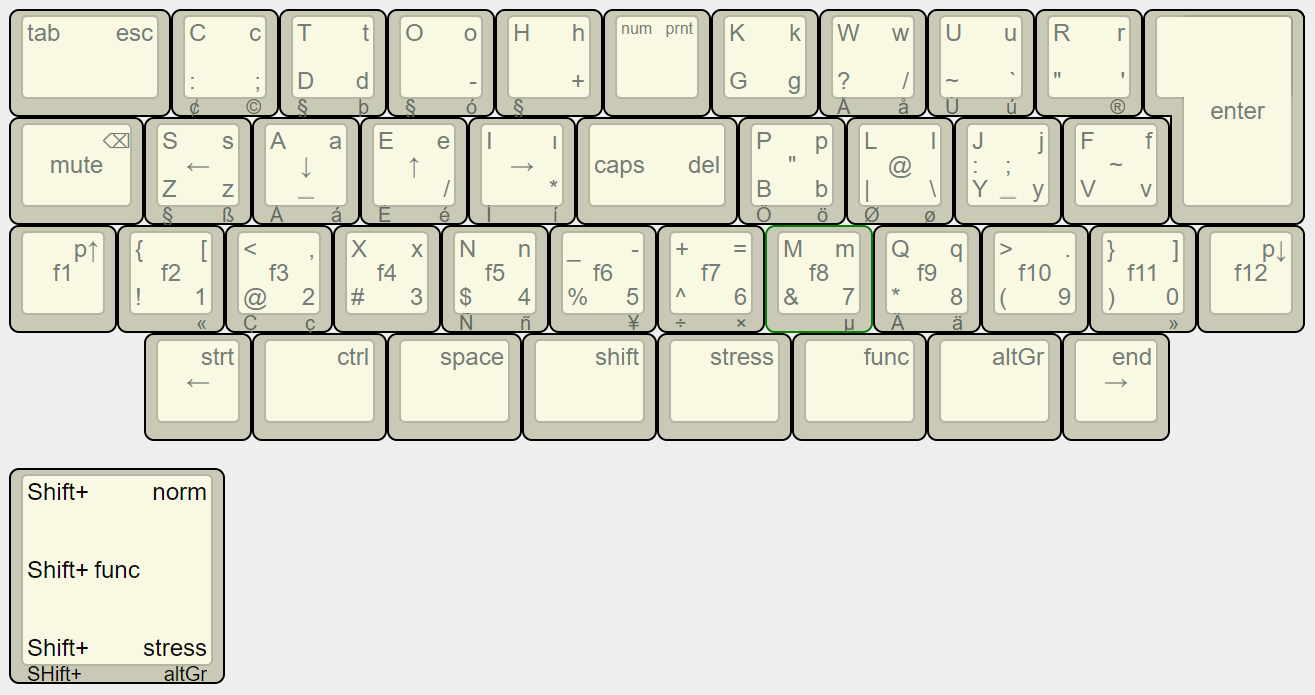 tab esc C c T t O o H h num prnt K k W w U u R r
: ; D d - + G g ? / ~ ` " ' enter
¢ © § þ § ó § Å å Ü ú ®
⌫ S s A a E e I ı P p L l J j F f
mute ← ↓ ↑ → caps del " @ : ; ~
Z z _ / * B b | \ Y _ y V v
§ ß Á á É é Í í Ö ö Ø ø
p↑ { [ < , X x N n _ - + = M m Q q > . } ] p↓
f1 f2 f3 f4 f5 f6 f7 f8 f9 f10 f11 f12
! 1 @ 2 # 3 $ 4 % 5 ^ 6 & 7 * 8 ( 9 ) 0
« Ç ç Ñ ñ ¥ ÷ × µ Ä ä »
strt ctrl space shift stress func altGr end
← →
Shift+ norm
Shift+ func
Shift+ stress
SHift+ altGr